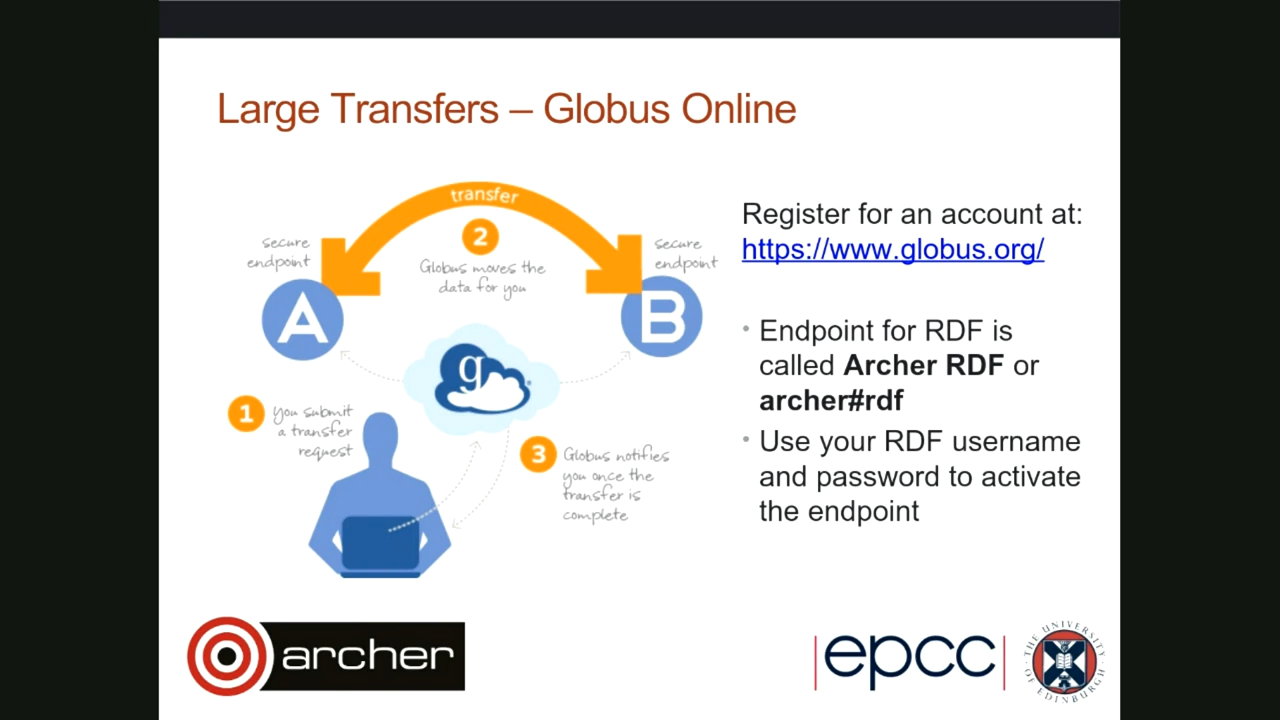 Large Transfers – Globus Online
transfer
2
secure
endpoint
Globus moves the
data for you
secure
endpoint
A
B
g
1
You submit
a transfer
request
3
Globus notifies
you once the
transfer is
complete
Register for an account at:
https://www.globus.org/
• Endpoint for RDF is
called Archer RDF or
archer#rdf
• Use your RDF username
and password to activate
the endpoint
archer
|epcc|
THE UNIVERSITY
OF EDINBURGH